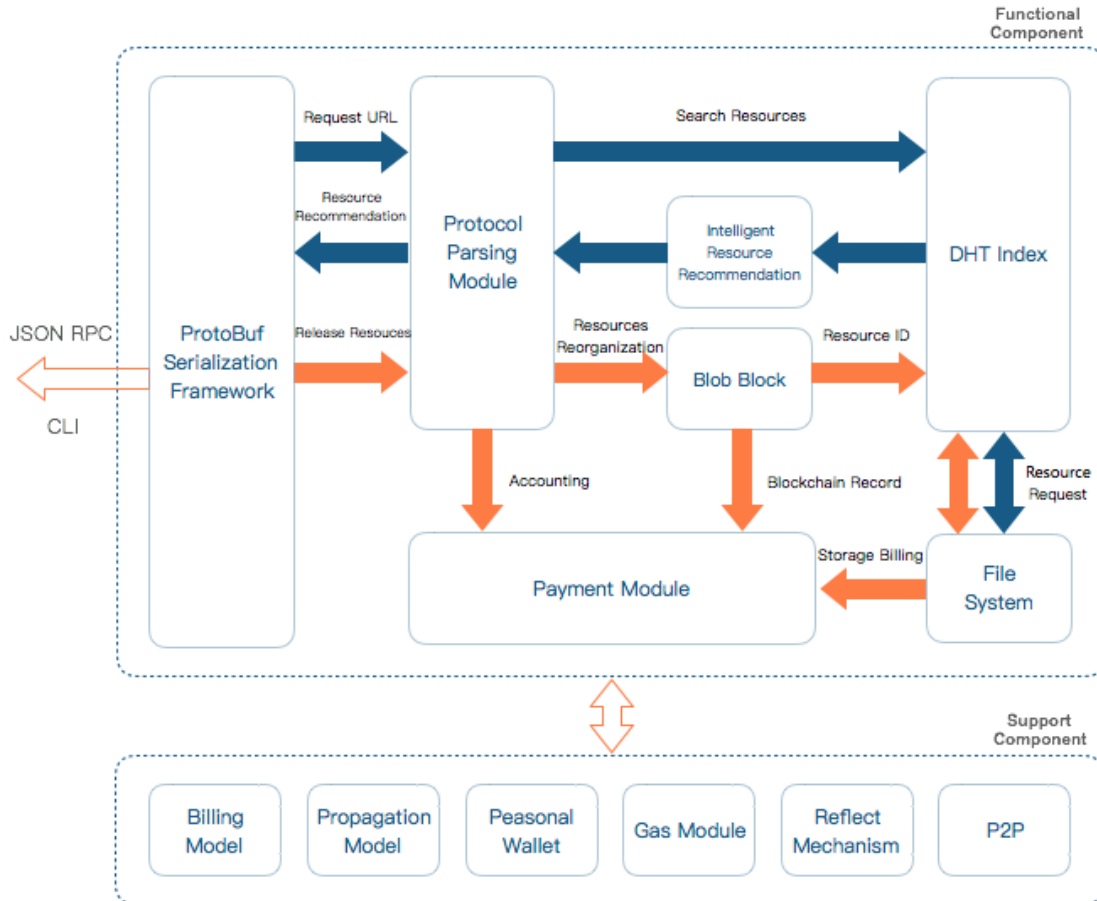 Functional
Component
Request URL
Search Resources
Resource
Recommendation
Protocol
Parsing
Module
Intelligent
Resource
Recommendation
DHT Index
JSON RPC
CLI
ProtoBuf
Serialization
Framework
Release Resouces
Resources
Reorganization
Blob Block
Resource ID
Accounting
Blockchain Record
Resource
Request
Payment Module
Storage Billing
File
System
Support
Component
Billing
Model
Propagation
Model
Peasonal
Wallet
Gas Module
Reflect
Mechanism
P2P